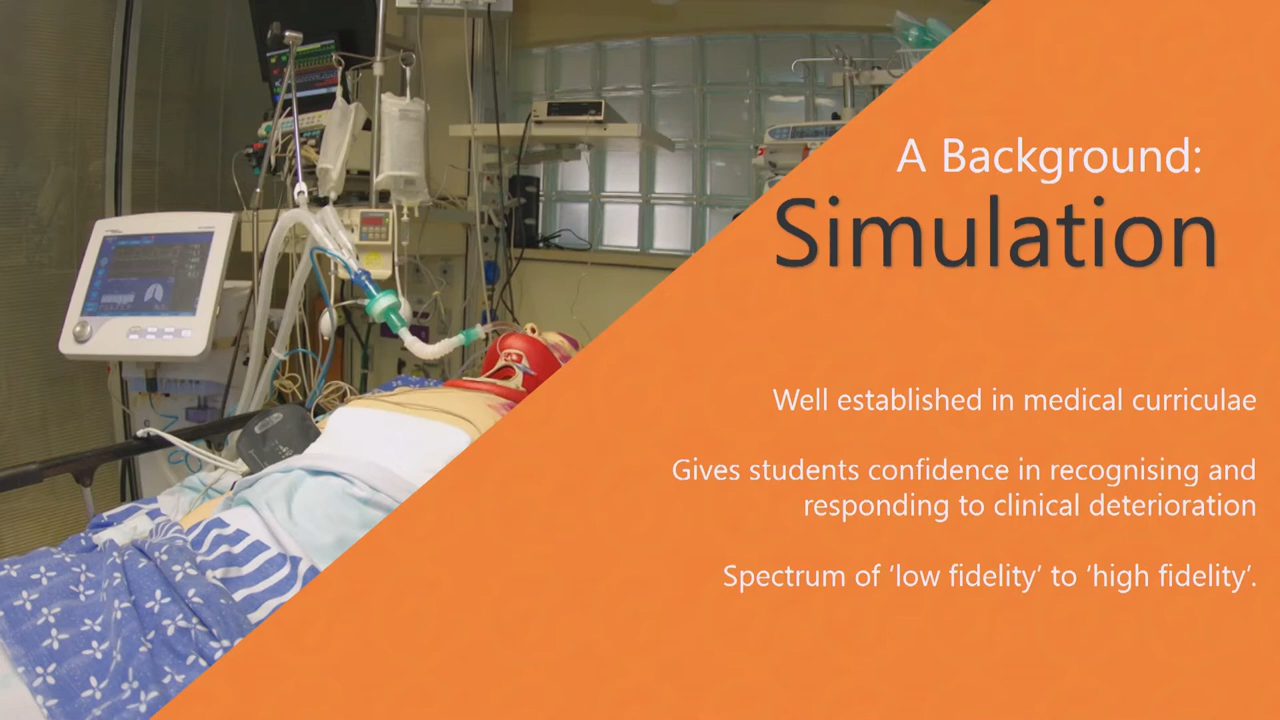 A Background:
Simulation
Well established in medical curriculae
Gives students confidence in recognising and
responding to clinical deterioration
Spectrum of ‘low fidelity’ to ‘high fidelity’.